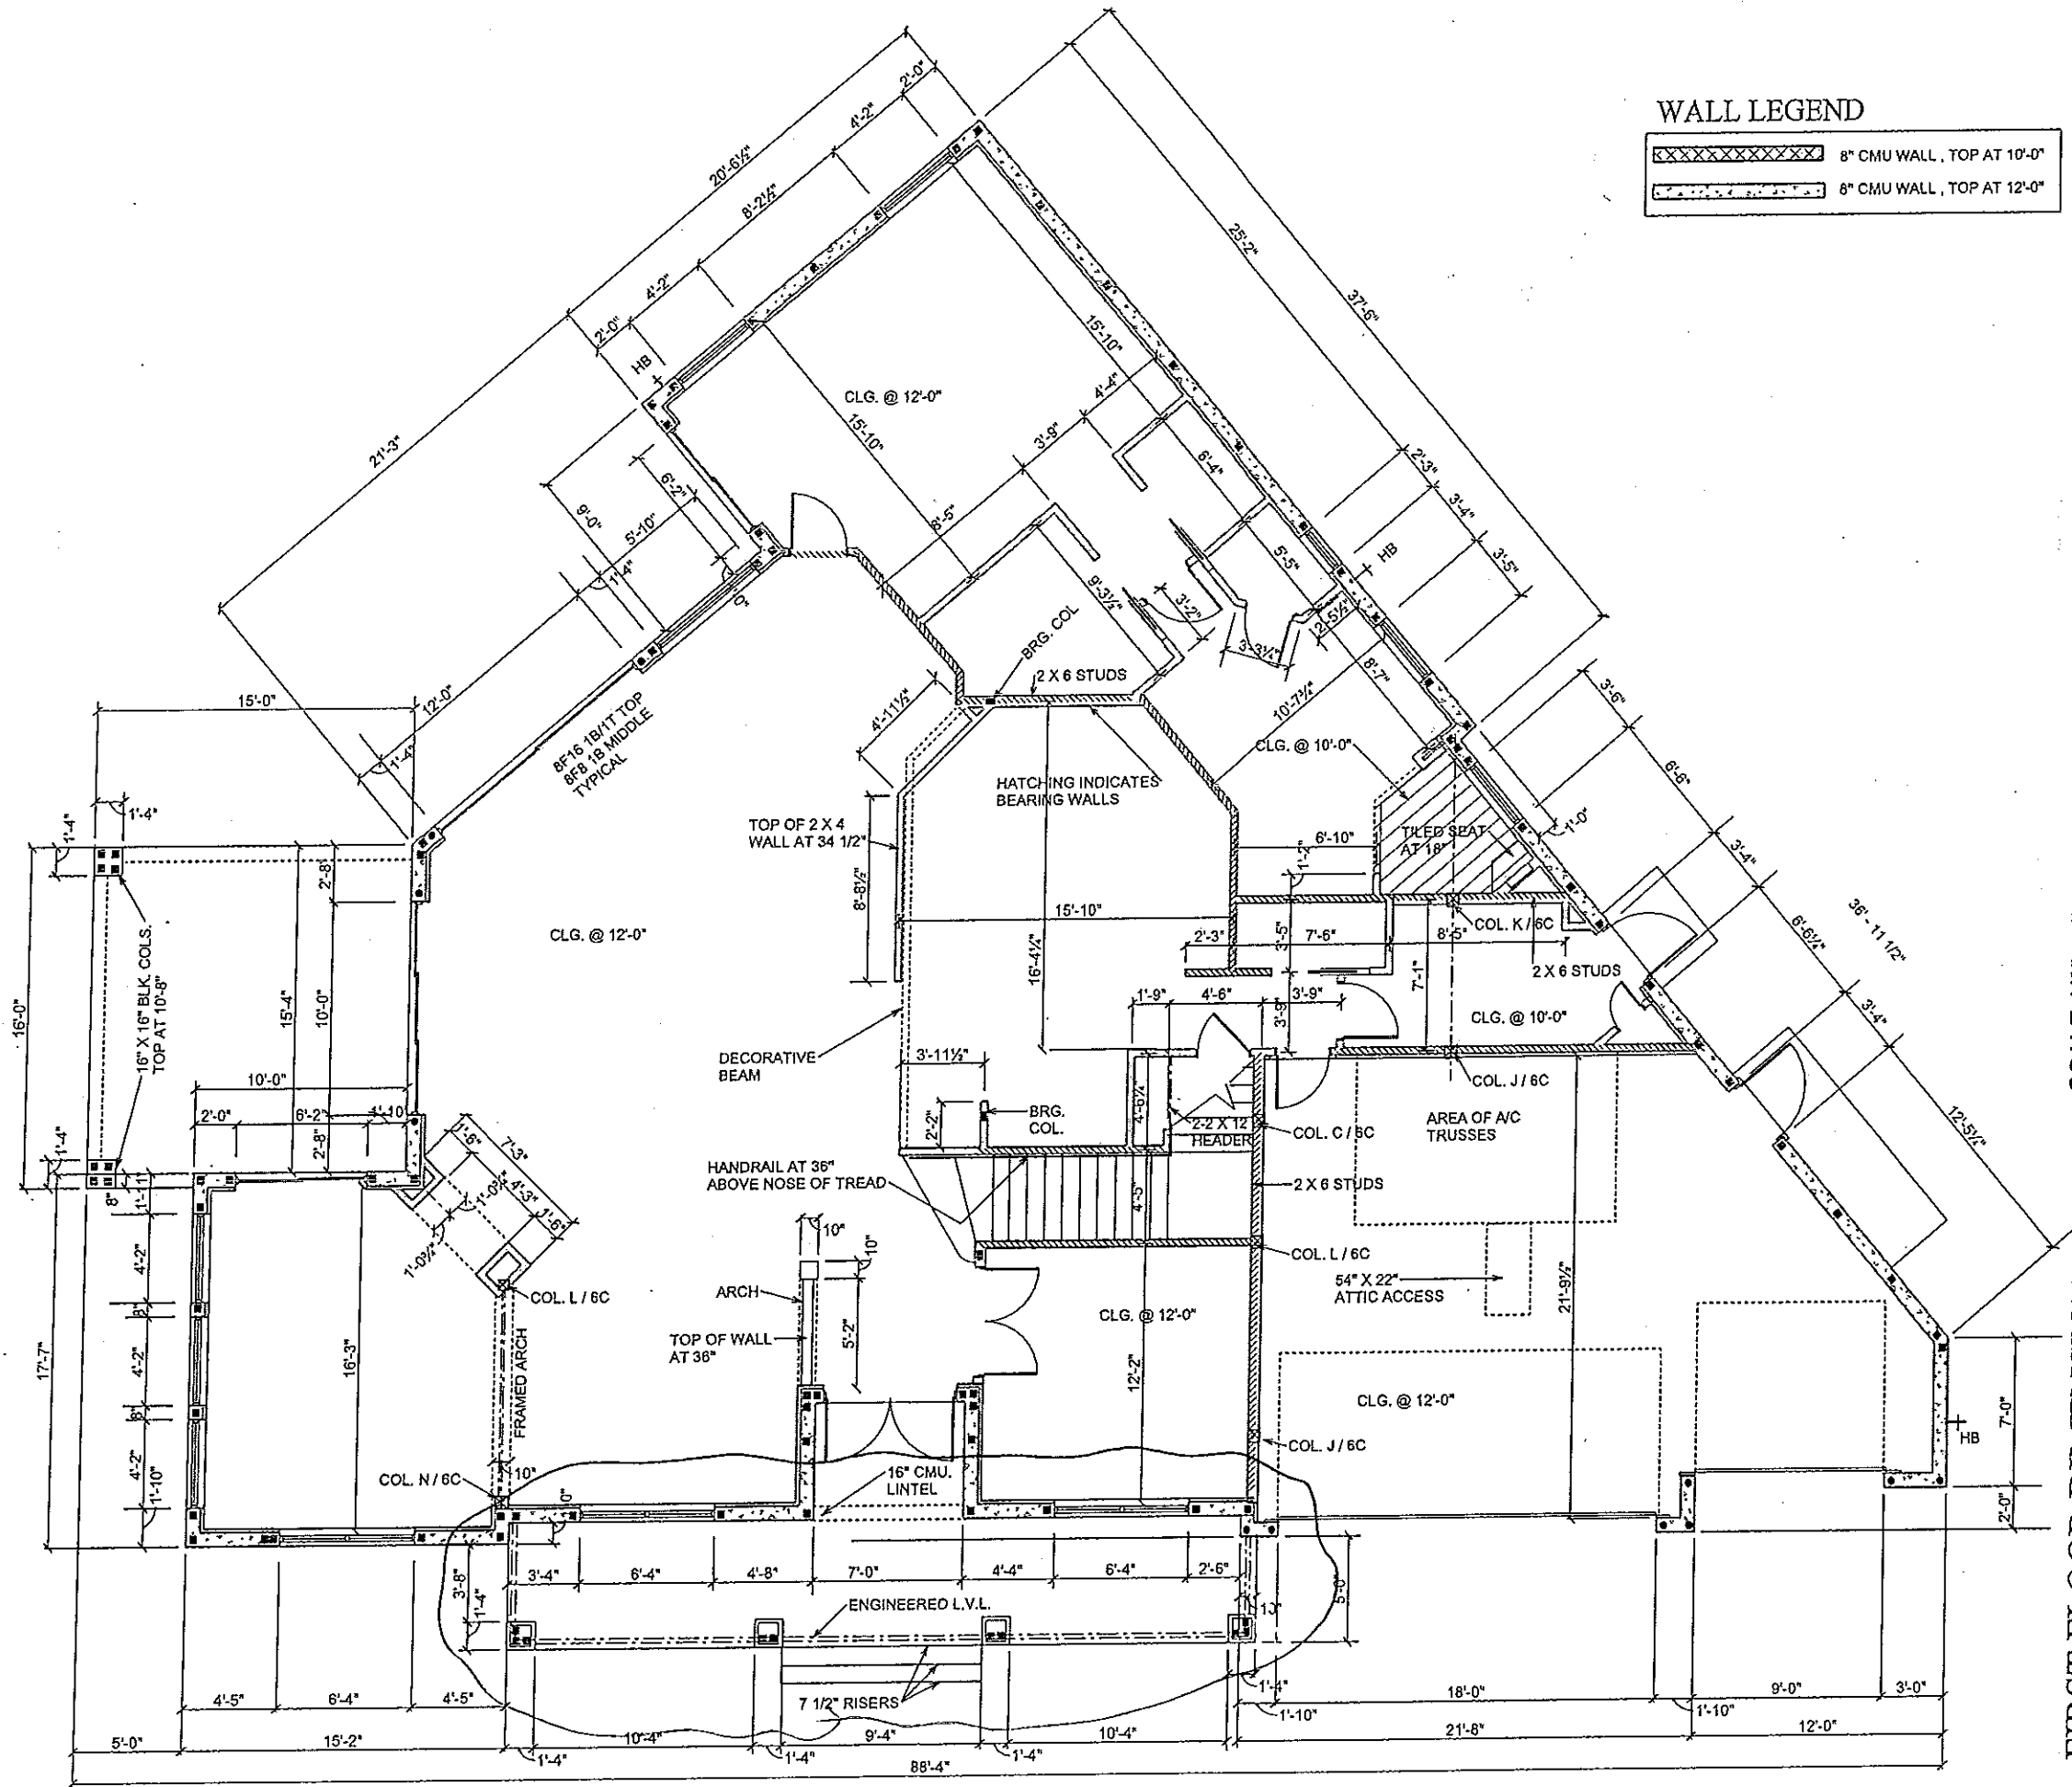 WALL LEGEND
8" CMU WALL , TOP AT 10'-0"
8" CMU WALL , TOP AT 12'-0"
2'-0"
4'-2"
20'-6½"
8'-2½"
4'-2"
2'-0"
HB
25'-2"
37'-6"
CLG. @ 12'-0"
15'-10"
15'-10"
4'-4"
3'-9"
8'-5"
6'-4"
5'-5"
2'-3"
3'-4"
3'-5"
HB
21'-3"
9'-0"
6'-2"
5'-10"
1'-4"
9'-3½"
3'-2"
3'-3¼"
2'-5½"
8'-7"
BRG. COL
2 X 6 STUDS
10'-7¾"
CLG. @ 10'-0"
3'-6"
6'-6"
1'-0"
15'-0"
12'-0"
1'-4"
4'-11½"
8F16 1B/1T TOP
8F8 1B MIDDLE
TYPICAL
HATCHING INDICATES
BEARING WALLS
TOP OF 2 X 4
WALL AT 34 1/2"
TILED SEAT
AT 18"
6'-10"
1'-2"
3'-4"
6'-6¼"
36'- 11 1/2"
3'-4"
12'-5½"
1'-4"
1'-4"
16'-0"
16" X 16" BLK. COLS.
TOP AT 10'-8"
15'-4"
2'-8"
10'-0"
2'-8"
CLG. @ 12'-0"
8'-8½"
15'-10"
16'-4¼"
2'-3"
7'-6"
3'-5"
8'-5"
COL. K / 6C
2 X 6 STUDS
7'-1"
CLG. @ 10'-0"
1'-9"
4'-6"
3'-9"
3'-9"
DECORATIVE
BEAM
3'-11½"
2'-2"
BRG.
COL.
4'-6¼"
2-2 X 12
HEADER
COL. J / 6C
COL. C / 6C
AREA OF A/C
TRUSSES
10'-0"
2'-0"
6'-2"
1'-10"
1'-4"
8"
1'-11"
1'-6"
7'-3"
1'-0¾"
4'-3"
1'-6"
1'-0¾"
HANDRAIL AT 36"
ABOVE NOSE OF TREAD
4'-5"
2 X 6 STUDS
COL. L / 6C
54" X 22"
ATTIC ACCESS
21'-9½"
17'-7"
4'-2"
8"
4'-2"
8"
4'-2"
1'-10"
16'-3"
COL. L / 6C
FRAMED ARCH
10"
10"
ARCH
TOP OF WALL
AT 36"
5'-2"
CLG. @ 12'-0"
12'-2"
CLG. @ 12'-0"
COL. J / 6C
7'-0"
HB
2'-0"
COL. N / 6C
10"
16" CMU.
LINTEL
3'-8"
1'-4"
3'-4"
6'-4"
4'-8"
7'-0"
4'-4"
6'-4"
2'-6"
5'-0"
10"
ENGINEERED L.V.L.
7 1/2" RISERS
4'-5"
6'-4"
4'-5"
1'-4"
18'-0"
9'-0"
3'-0"
1'-10"
1'-10"
5'-0"
15'-2"
1'-4"
10'-4"
1'-4"
9'-4"
1'-4"
10'-4"
21'-8"
12'-0"
88'-4"